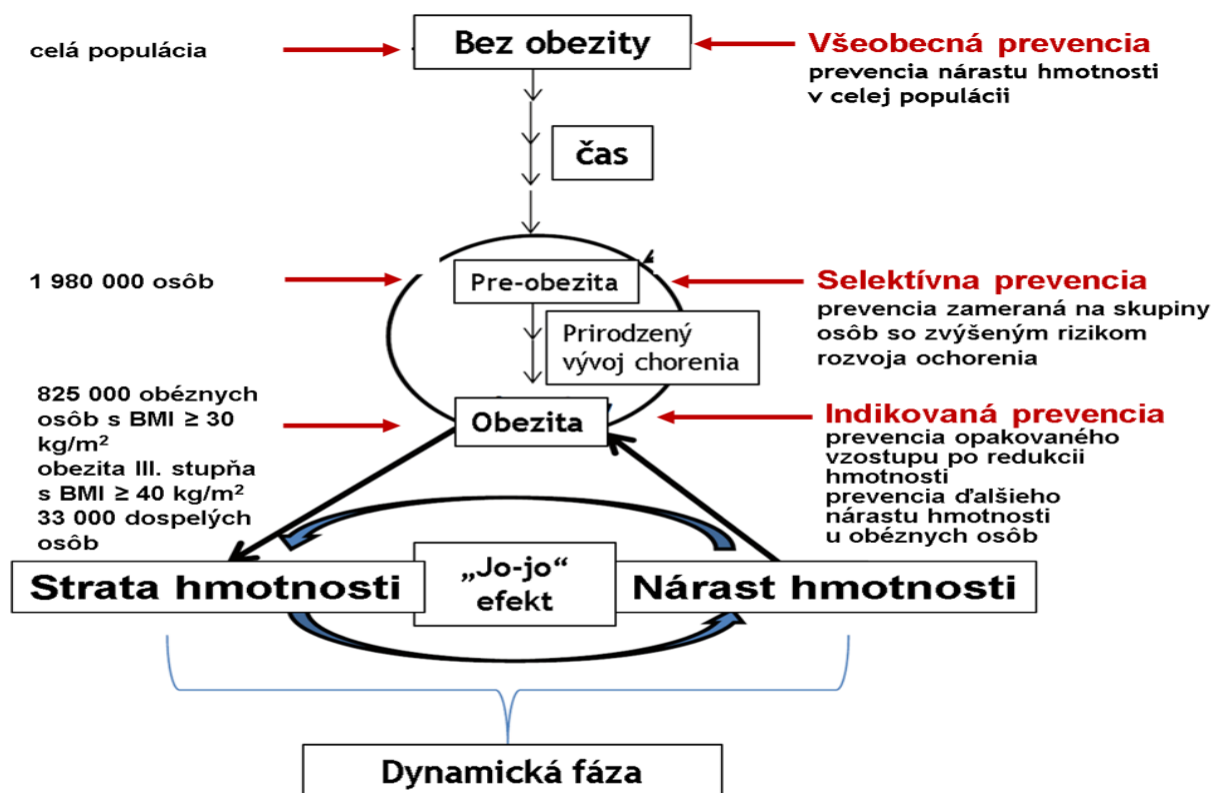 celá populácia
Bez obezity
Všeobecná prevencia
prevencia nárastu hmotnosti
v celej populácii
čas
1 980 000 osôb
Pre-obezita
Selektívna prevencia
prevencia zameraná na skupiny
osôb so zvýšeným rizikom
rozvoja ochorenia
Prirodzený
vývoj chorenia
825 000 obéznych
osôb s BMI ≥ 30
kg/m²
obezita III. stupňa
s BMI ≥ 40 kg/m²
33 000 dospelých
osôb
Obezita
Indikovaná prevencia
prevencia opakovaného
vzostupu po redukcii
hmotnosti
prevencia ďalšieho
nárastu hmotnosti
u obéznych osôb
Strata hmotnosti
„Jo-jo“
efekt
Nárast hmotnosti
Dynamická fáza